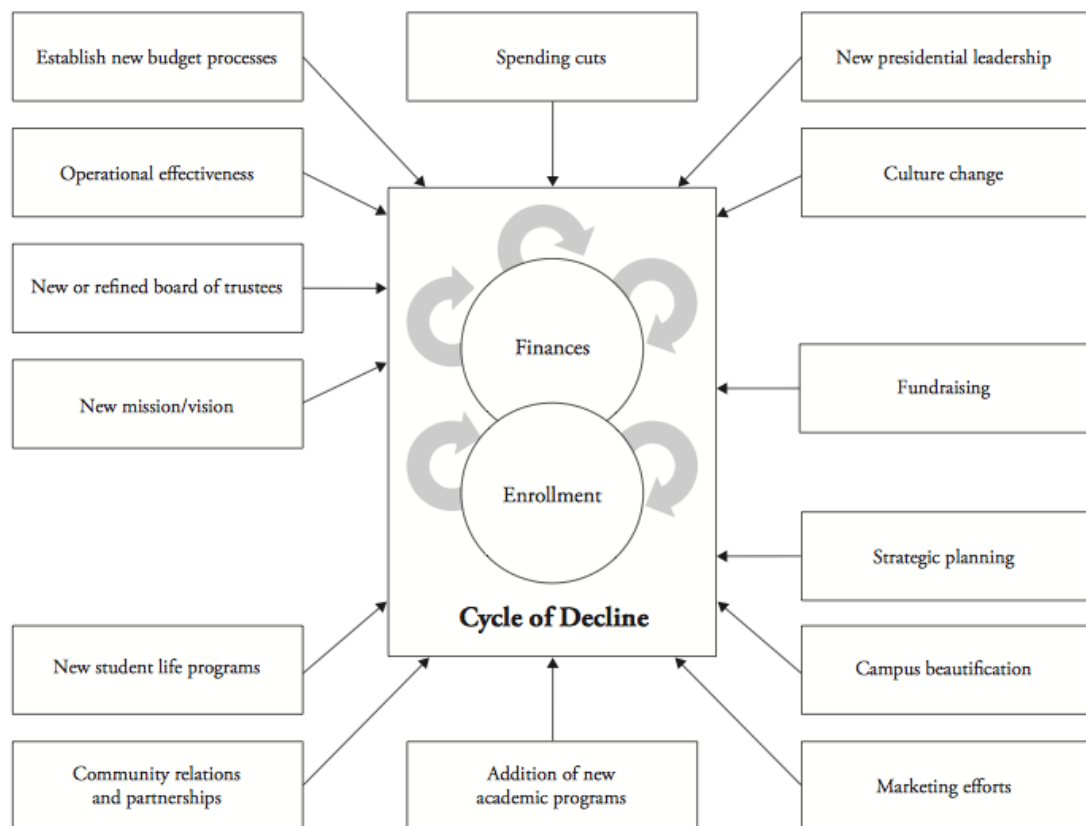 Establish new budget processes
Spending cuts
New presidential leadership
Operational effectiveness
Culture change
New or refined board of trustees
New mission/vision
Finances
Fundraising
Enrollment
Strategic planning
Cycle of Decline
New student life programs
Campus beautification
Community relations
and partnerships
Addition of new
academic programs
Marketing efforts